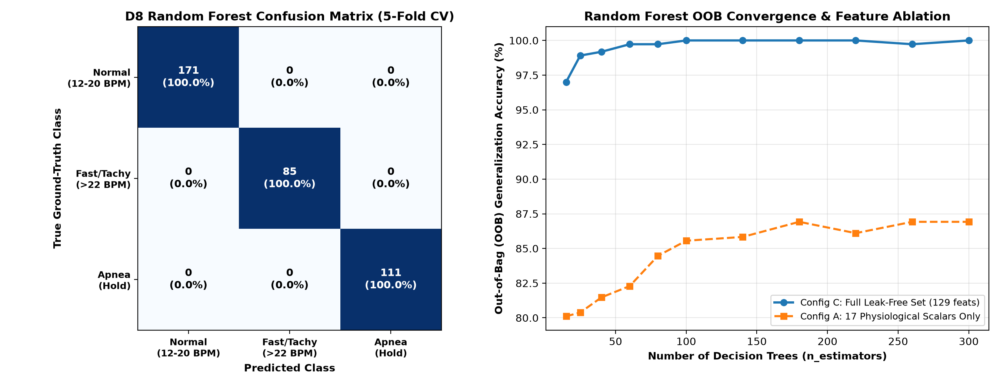 D8 Random Forest Confusion Matrix (5-Fold CV)
True Ground-Truth Class
Normal
(12-20 BPM)
171
(100.0%)
0
(0.0%)
0
(0.0%)
Fast/Tachy
(>22 BPM)
0
(0.0%)
85
(100.0%)
0
(0.0%)
Apnea
(Hold)
0
(0.0%)
0
(0.0%)
111
(100.0%)
Normal
(12-20 BPM)
Fast/Tachy
(>22 BPM)
Apnea
(Hold)
Predicted Class
Random Forest OOB Convergence & Feature Ablation
Out-of-Bag (OOB) Generalization Accuracy (%)
100.0
97.5
95.0
92.5
90.0
87.5
85.0
82.5
80.0
Config C: Full Leak-Free Set (129 feats)
Config A: 17 Physiological Scalars Only
50
100
150
200
250
300
Number of Decision Trees (n_estimators)